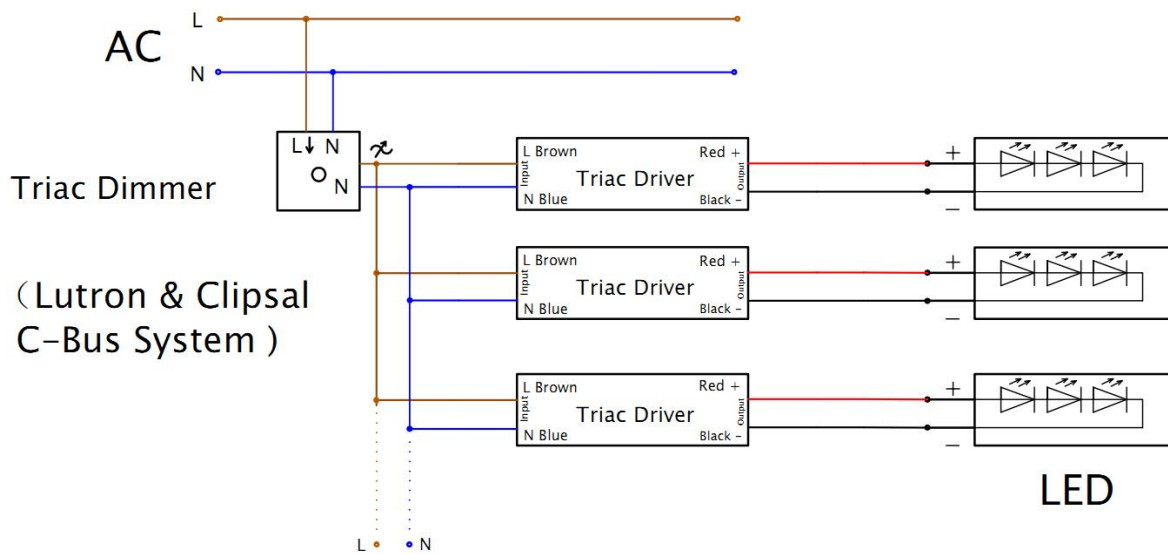 L
AC
N
L N
N
Triac Dimmer
（Lutron & Clipsal
C-Bus System )
L Brown
Input
N Blue
Triac Driver
Red +
Output
Black -
+
-
L Brown
Input
N Blue
Triac Driver
Red +
Output
Black -
+
-
L Brown
Input
N Blue
Triac Driver
Red +
Output
Black -
+
-
LED
L
N